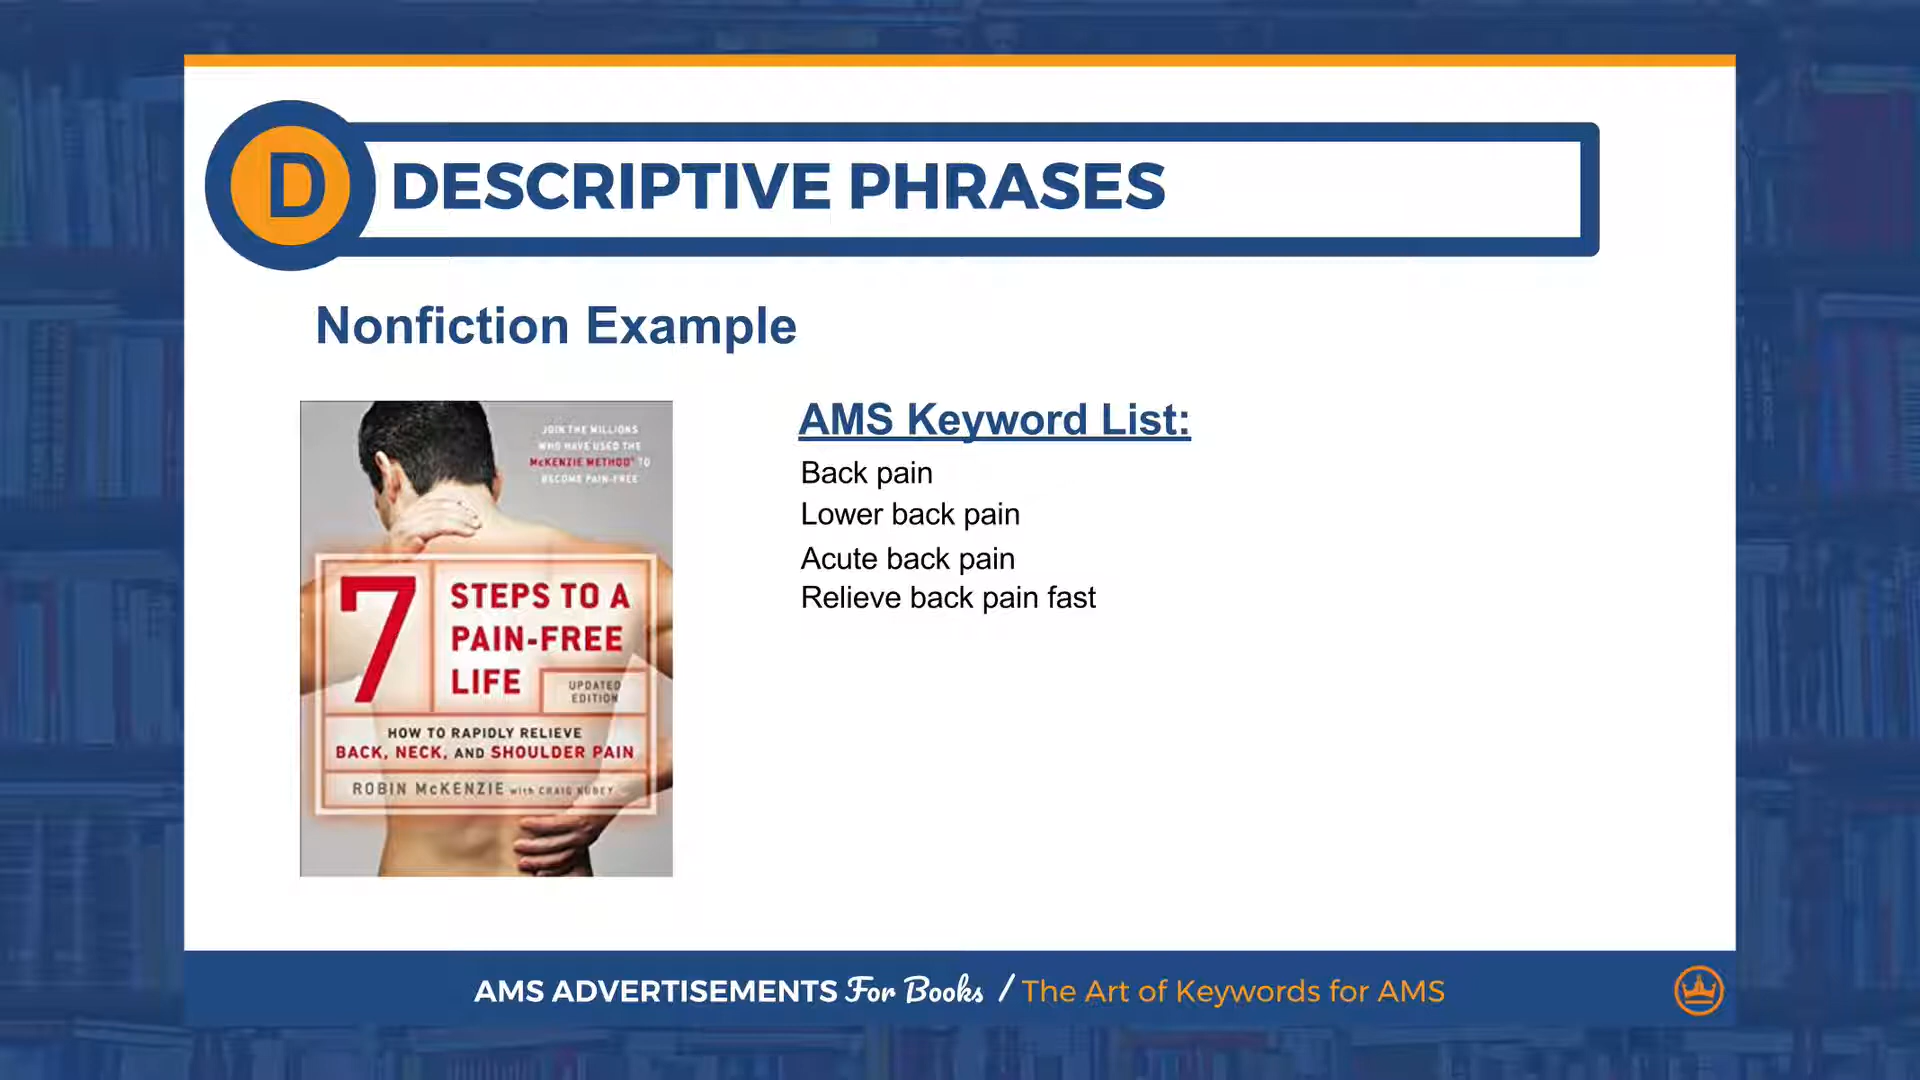 D
DESCRIPTIVE PHRASES
Nonfiction Example
JOIN THE MILLIONS
WHO HAVE USED THE
McKENZIE METHOD® TO
BECOME PAIN-FREE
7
STEPS TO A
PAIN-FREE
LIFE
UPDATED
EDITION
HOW TO RAPIDLY RELIEVE
BACK, NECK, AND SHOULDER PAIN
ROBIN McKENZIE with CRAIG KUBEY
AMS Keyword List:
Back pain
Lower back pain
Acute back pain
Relieve back pain fast
AMS ADVERTISEMENTS For Books / The Art of Keywords for AMS